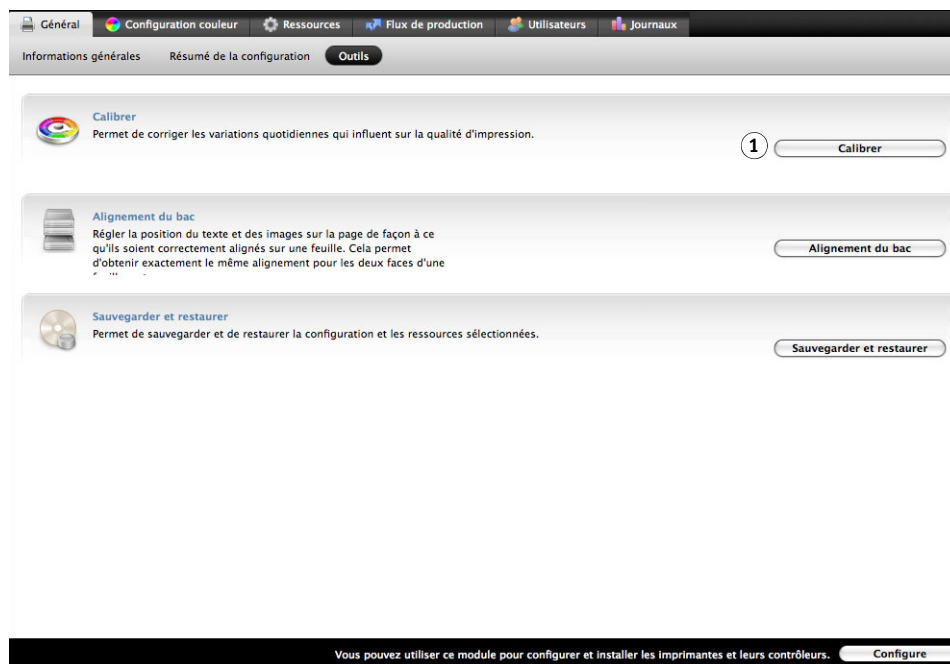 Général Configuration couleur Ressources Flux de production Utilisateurs Journaux
Informations générales Résumé de la configuration Outils
Calibrer
Permet de corriger les variations quotidiennes qui influent sur la qualité d'impression.
1 Calibrer
Alignement du bac
Régler la position du texte et des images sur la page de façon à ce
qu'ils soient correctement alignés sur une feuille. Cela permet
d'obtenir exactement le même alignement pour les deux faces d'une
Alignement du bac
Sauvegarder et restaurer
Permet de sauvegarder et de restaurer la configuration et les ressources sélectionnées.
Sauvegarder et restaurer
Vous pouvez utiliser ce module pour configurer et installer les imprimantes et leurs contrôleurs. Configure